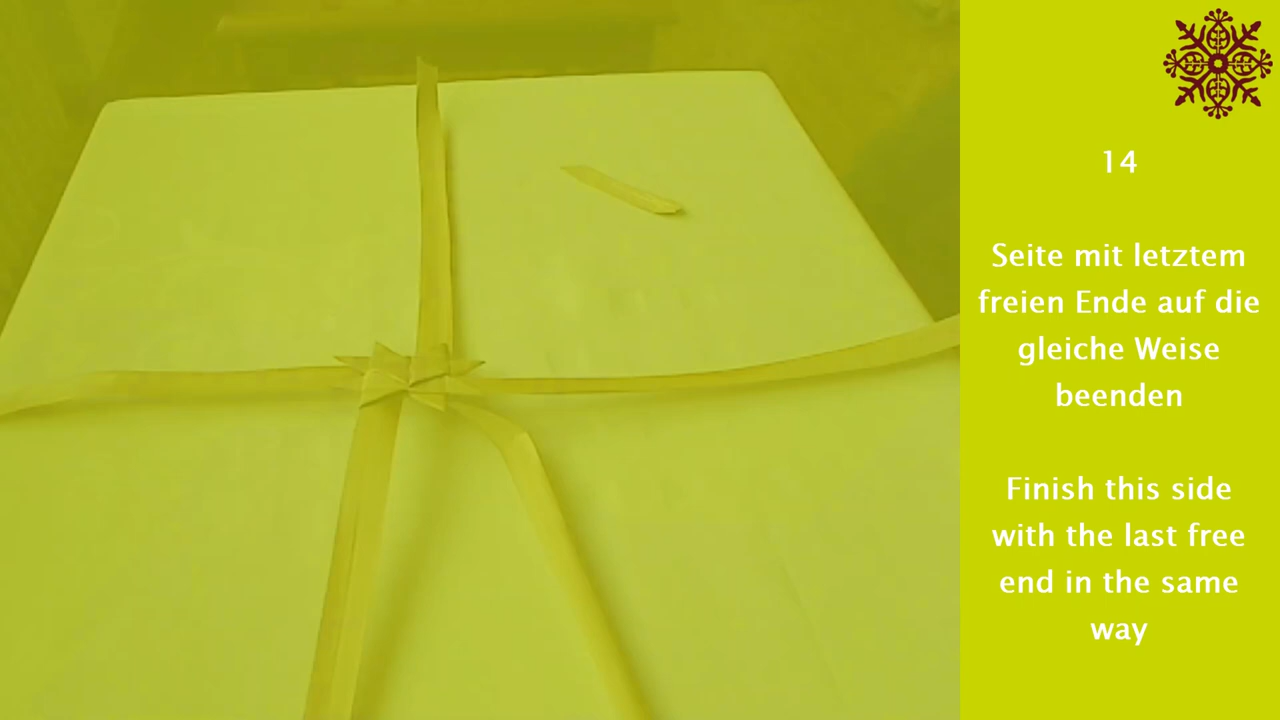 14
Seite mit letztem
freien Ende auf die
gleiche Weise
beenden
Finish this side
with the last free
end in the same
way